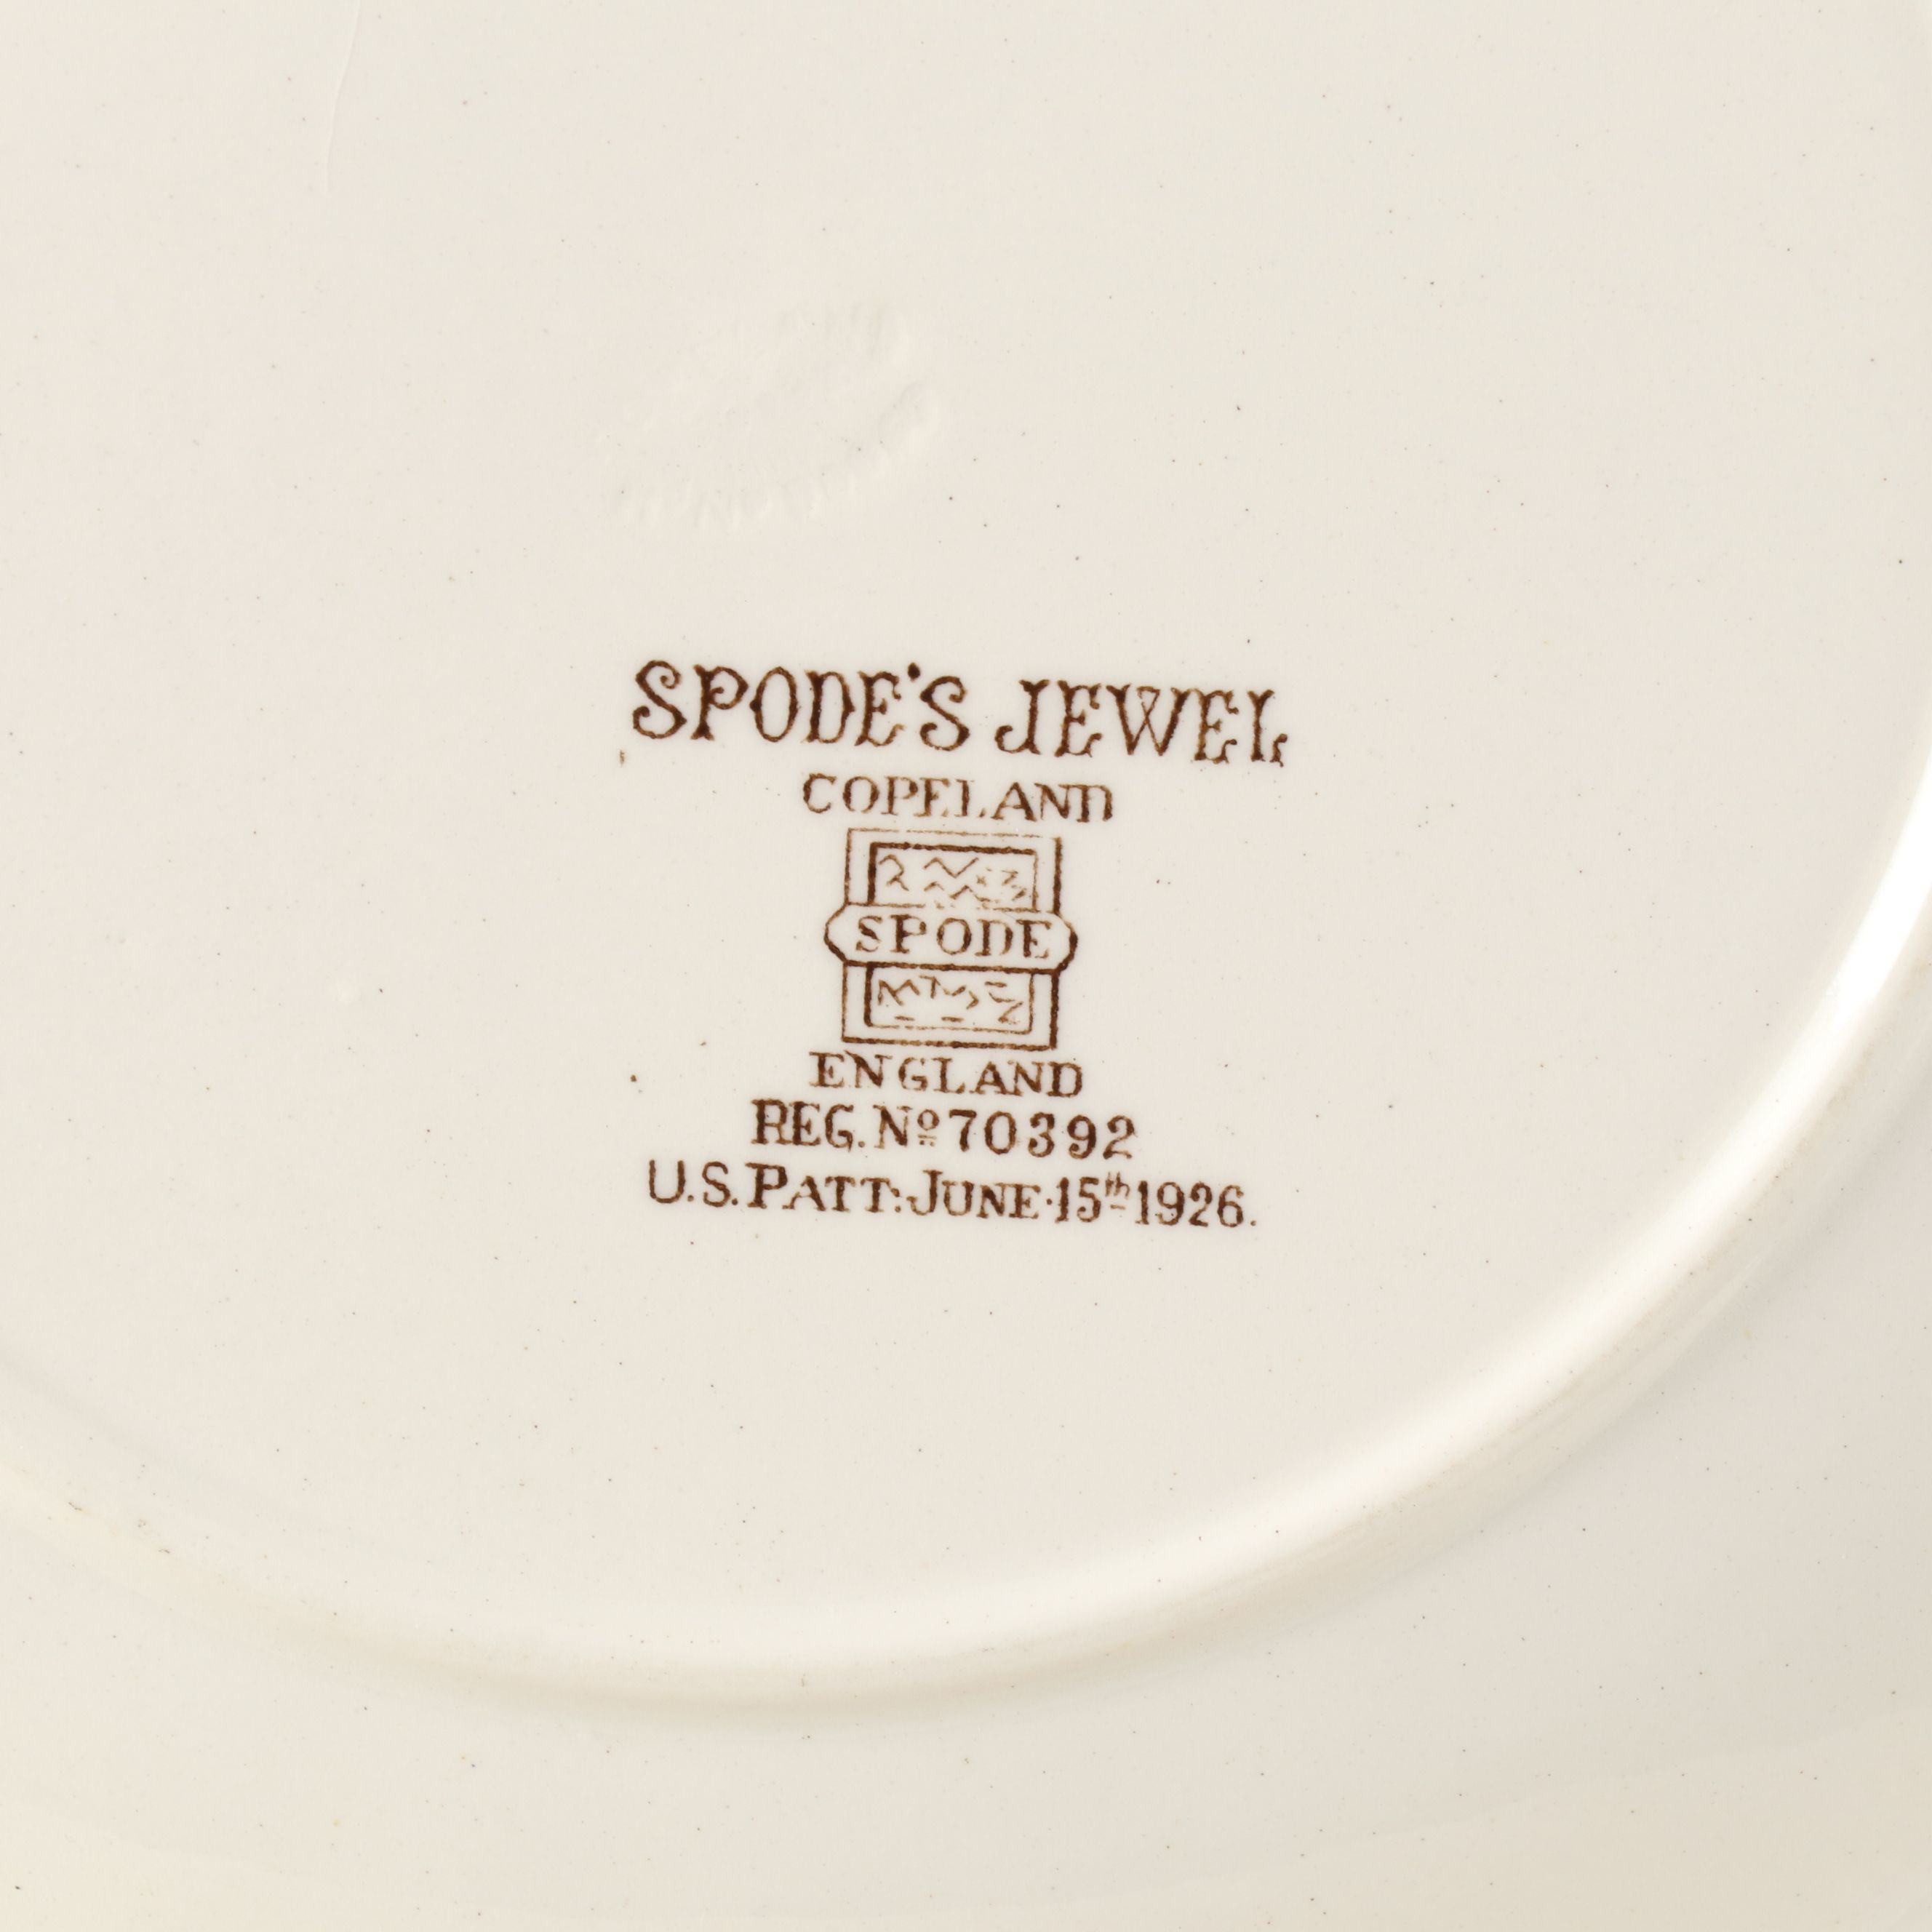 SPODE'S JEWEL
COPELAND
SPODE
ENGLAND
REG. Nº 70392
U.S. PATT: JUNE·15th 1926.